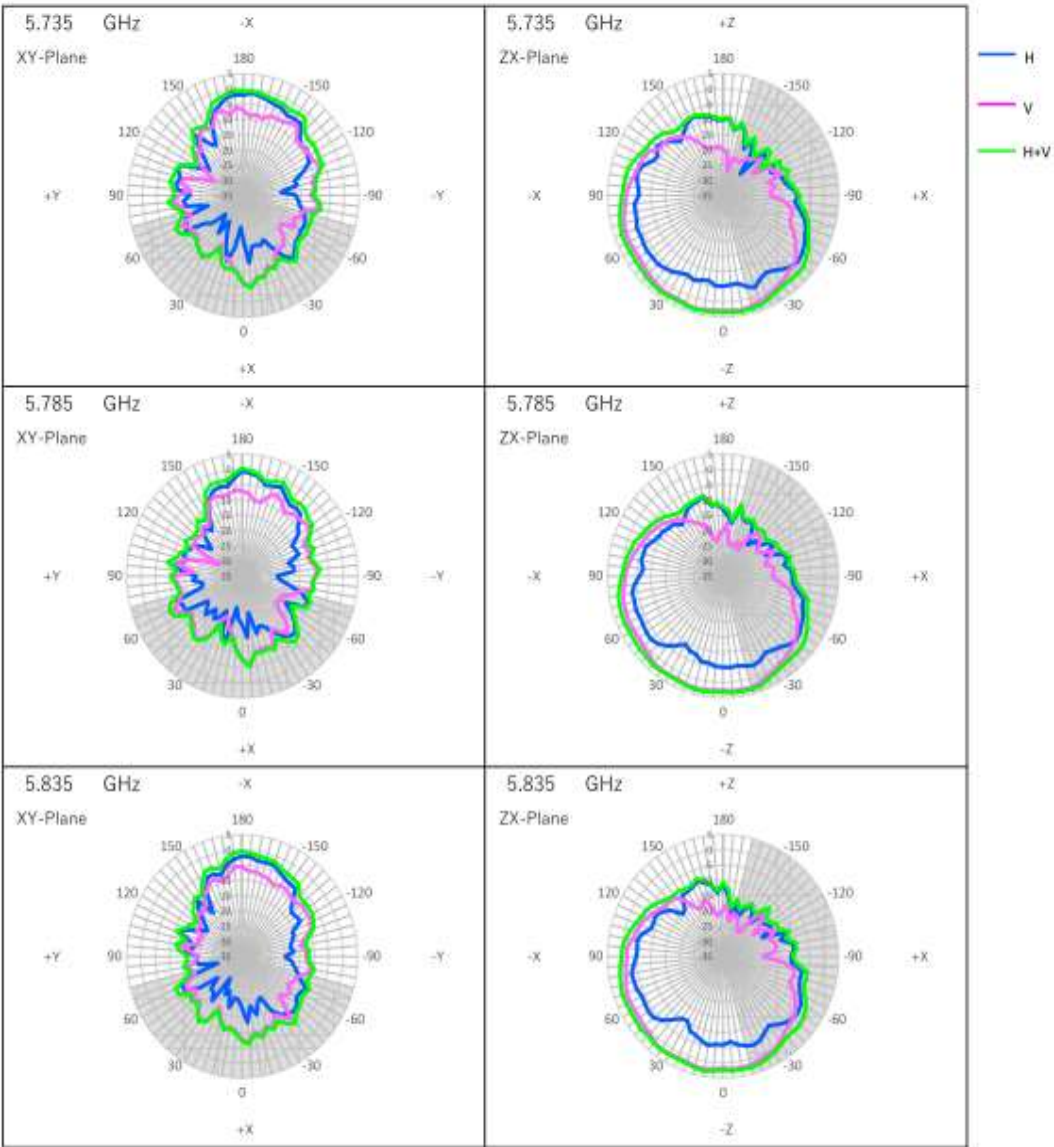 5.735 GHz -X
XY-Plane 180
150 -150
120 -120
+Y 90 -90 -Y
60 -60
30 -30
0
+X
5.735 GHz +Z
ZX-Plane 180
150 -150
120 -120
-X 90 -90 +X
60 -60
30 -30
0
-Z
H
V
H+V
5.785 GHz -X
XY-Plane 180
150 -150
120 -120
+Y 90 -90 -Y
60 -60
30 -30
0
+X
5.785 GHz +Z
ZX-Plane 180
150 -150
120 -120
-X 90 -90 +X
60 -60
30 -30
0
-Z
5.835 GHz -X
XY-Plane 180
150 -150
120 -120
+Y 90 -90 -Y
60 -60
30 -30
0
+X
5.835 GHz +Z
ZX-Plane 180
150 -150
120 -120
-X 90 -90 +X
60 -60
30 -30
0
-Z